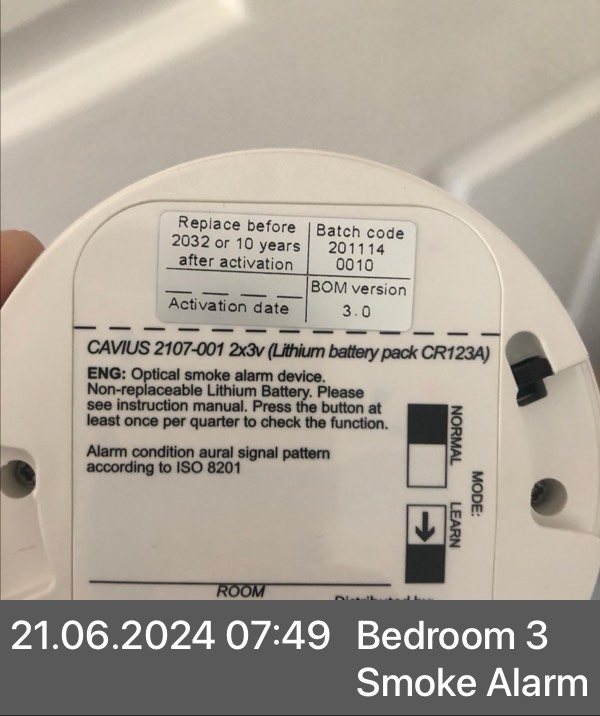 Replace before
2032 or 10 years
after activation
Activation date
Batch code
201114
0010
BOM version
3.0
CAVIUS 2107-001 2x3v (Lithium battery pack CR123A)
ENG: Optical smoke alarm device.
Non-replaceable Lithium Battery. Please
see instruction manual. Press the button at
least once per quarter to check the function.
Alarm condition aural signal pattern
according to ISO 8201
NORMAL
MODE:
LEARN
ROOM
21.06.2024 07:49
Bedroom 3
Smoke Alarm